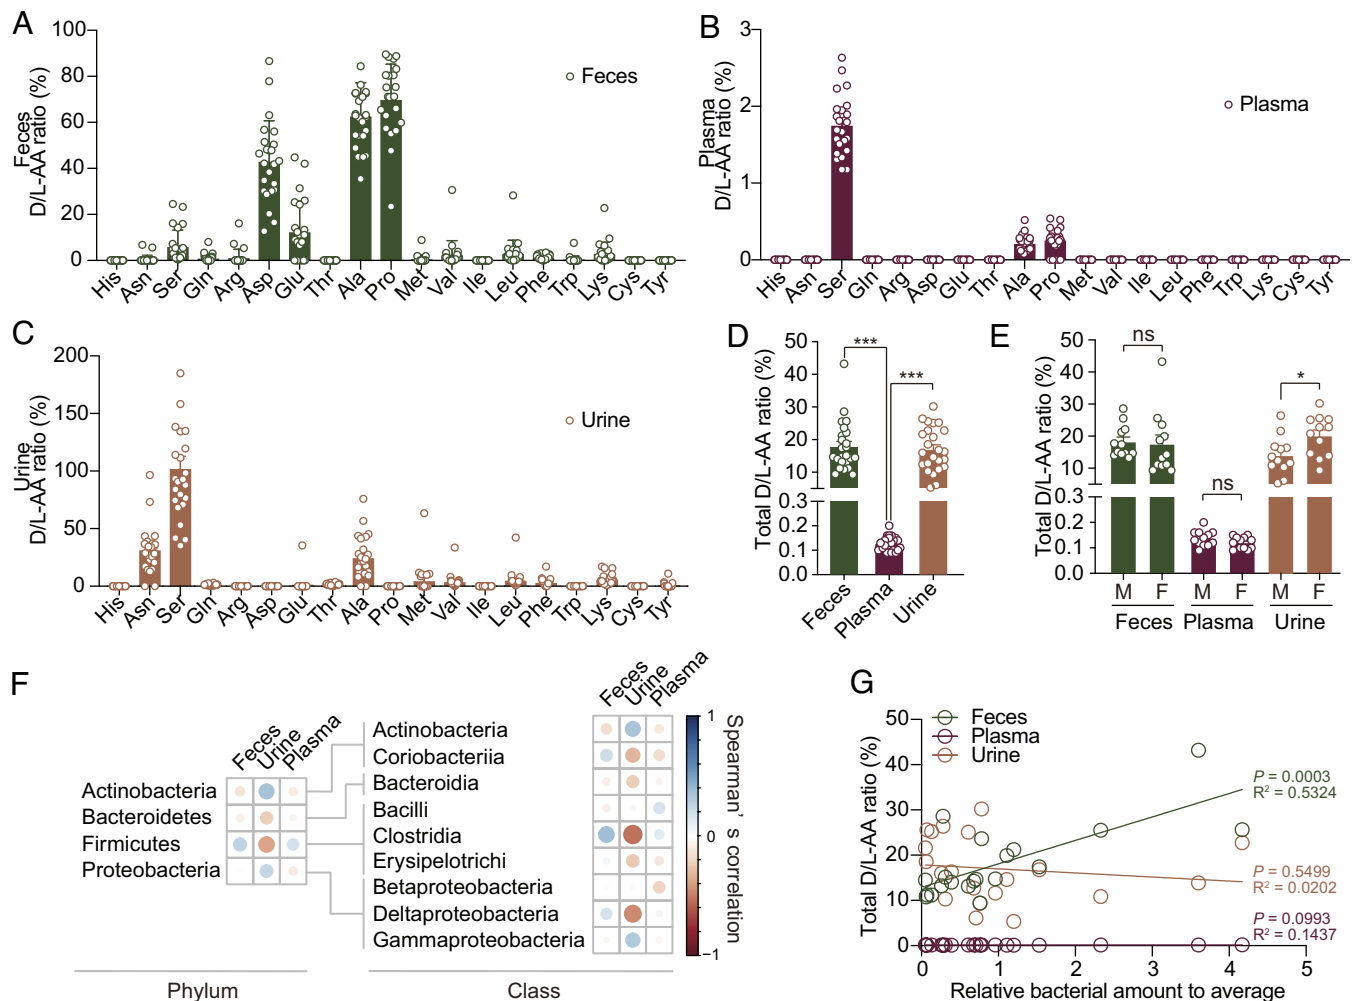 A
Feces
D/L-AA ratio (%)
100
80
60
40
20
0
Feces
His Asn Ser Gln Arg Asp Glu Thr Ala Pro Met Val Ile Leu Phe Trp Lys Cys Tyr
B
Plasma
D/L-AA ratio (%)
3
2
1
0
Plasma
His Asn Ser Gln Arg Asp Glu Thr Ala Pro Met Val Ile Leu Phe Trp Lys Cys Tyr
C
Urine
D/L-AA ratio (%)
200
150
100
50
0
Urine
His Asn Ser Gln Arg Asp Glu Thr Ala Pro Met Val Ile Leu Phe Trp Lys Cys Tyr
D
Total D/L-AA ratio (%)
50
40
30
20
10
0.3
0.2
0.1
0.0
*** ***
Feces Plasma Urine
E
Total D/L-AA ratio (%)
50
40
30
20
10
0.3
0.2
0.1
0.0
ns ns *
M F M F M F
Feces Plasma Urine
F
Feces Urine Plasma
Actinobacteria
Bacteroidetes
Firmicutes
Proteobacteria
Phylum
Feces Urine Plasma
Actinobacteria
Coriobacteriia
Bacteroidia
Bacilli
Clostridia
Erysipelotrichi
Betaproteobacteria
Deltaproteobacteria
Gammaproteobacteria
Class
1
0
−1
Spearman's correlation
G
Total D/L-AA ratio (%)
50
40
30
20
10
0
Feces
Plasma
Urine
P = 0.0003
R² = 0.5324
P = 0.5499
R² = 0.0202
P = 0.0993
R² = 0.1437
0 1 2 3 4 5
Relative bacterial amount to average